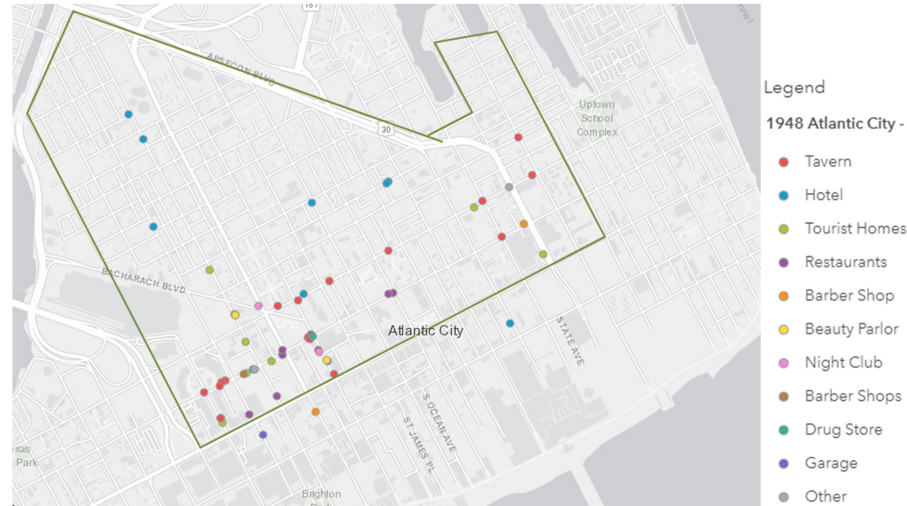 ABSECON BLVD
30
Uptown
School
Complex
BACHARACH BLVD
Atlantic City
STATE AVE
S OCEAN AVE
ST JAMES PL
xas
Park
Brighton
Legend
1948 Atlantic City -
Tavern
Hotel
Tourist Homes
Restaurants
Barber Shop
Beauty Parlor
Night Club
Barber Shops
Drug Store
Garage
Other